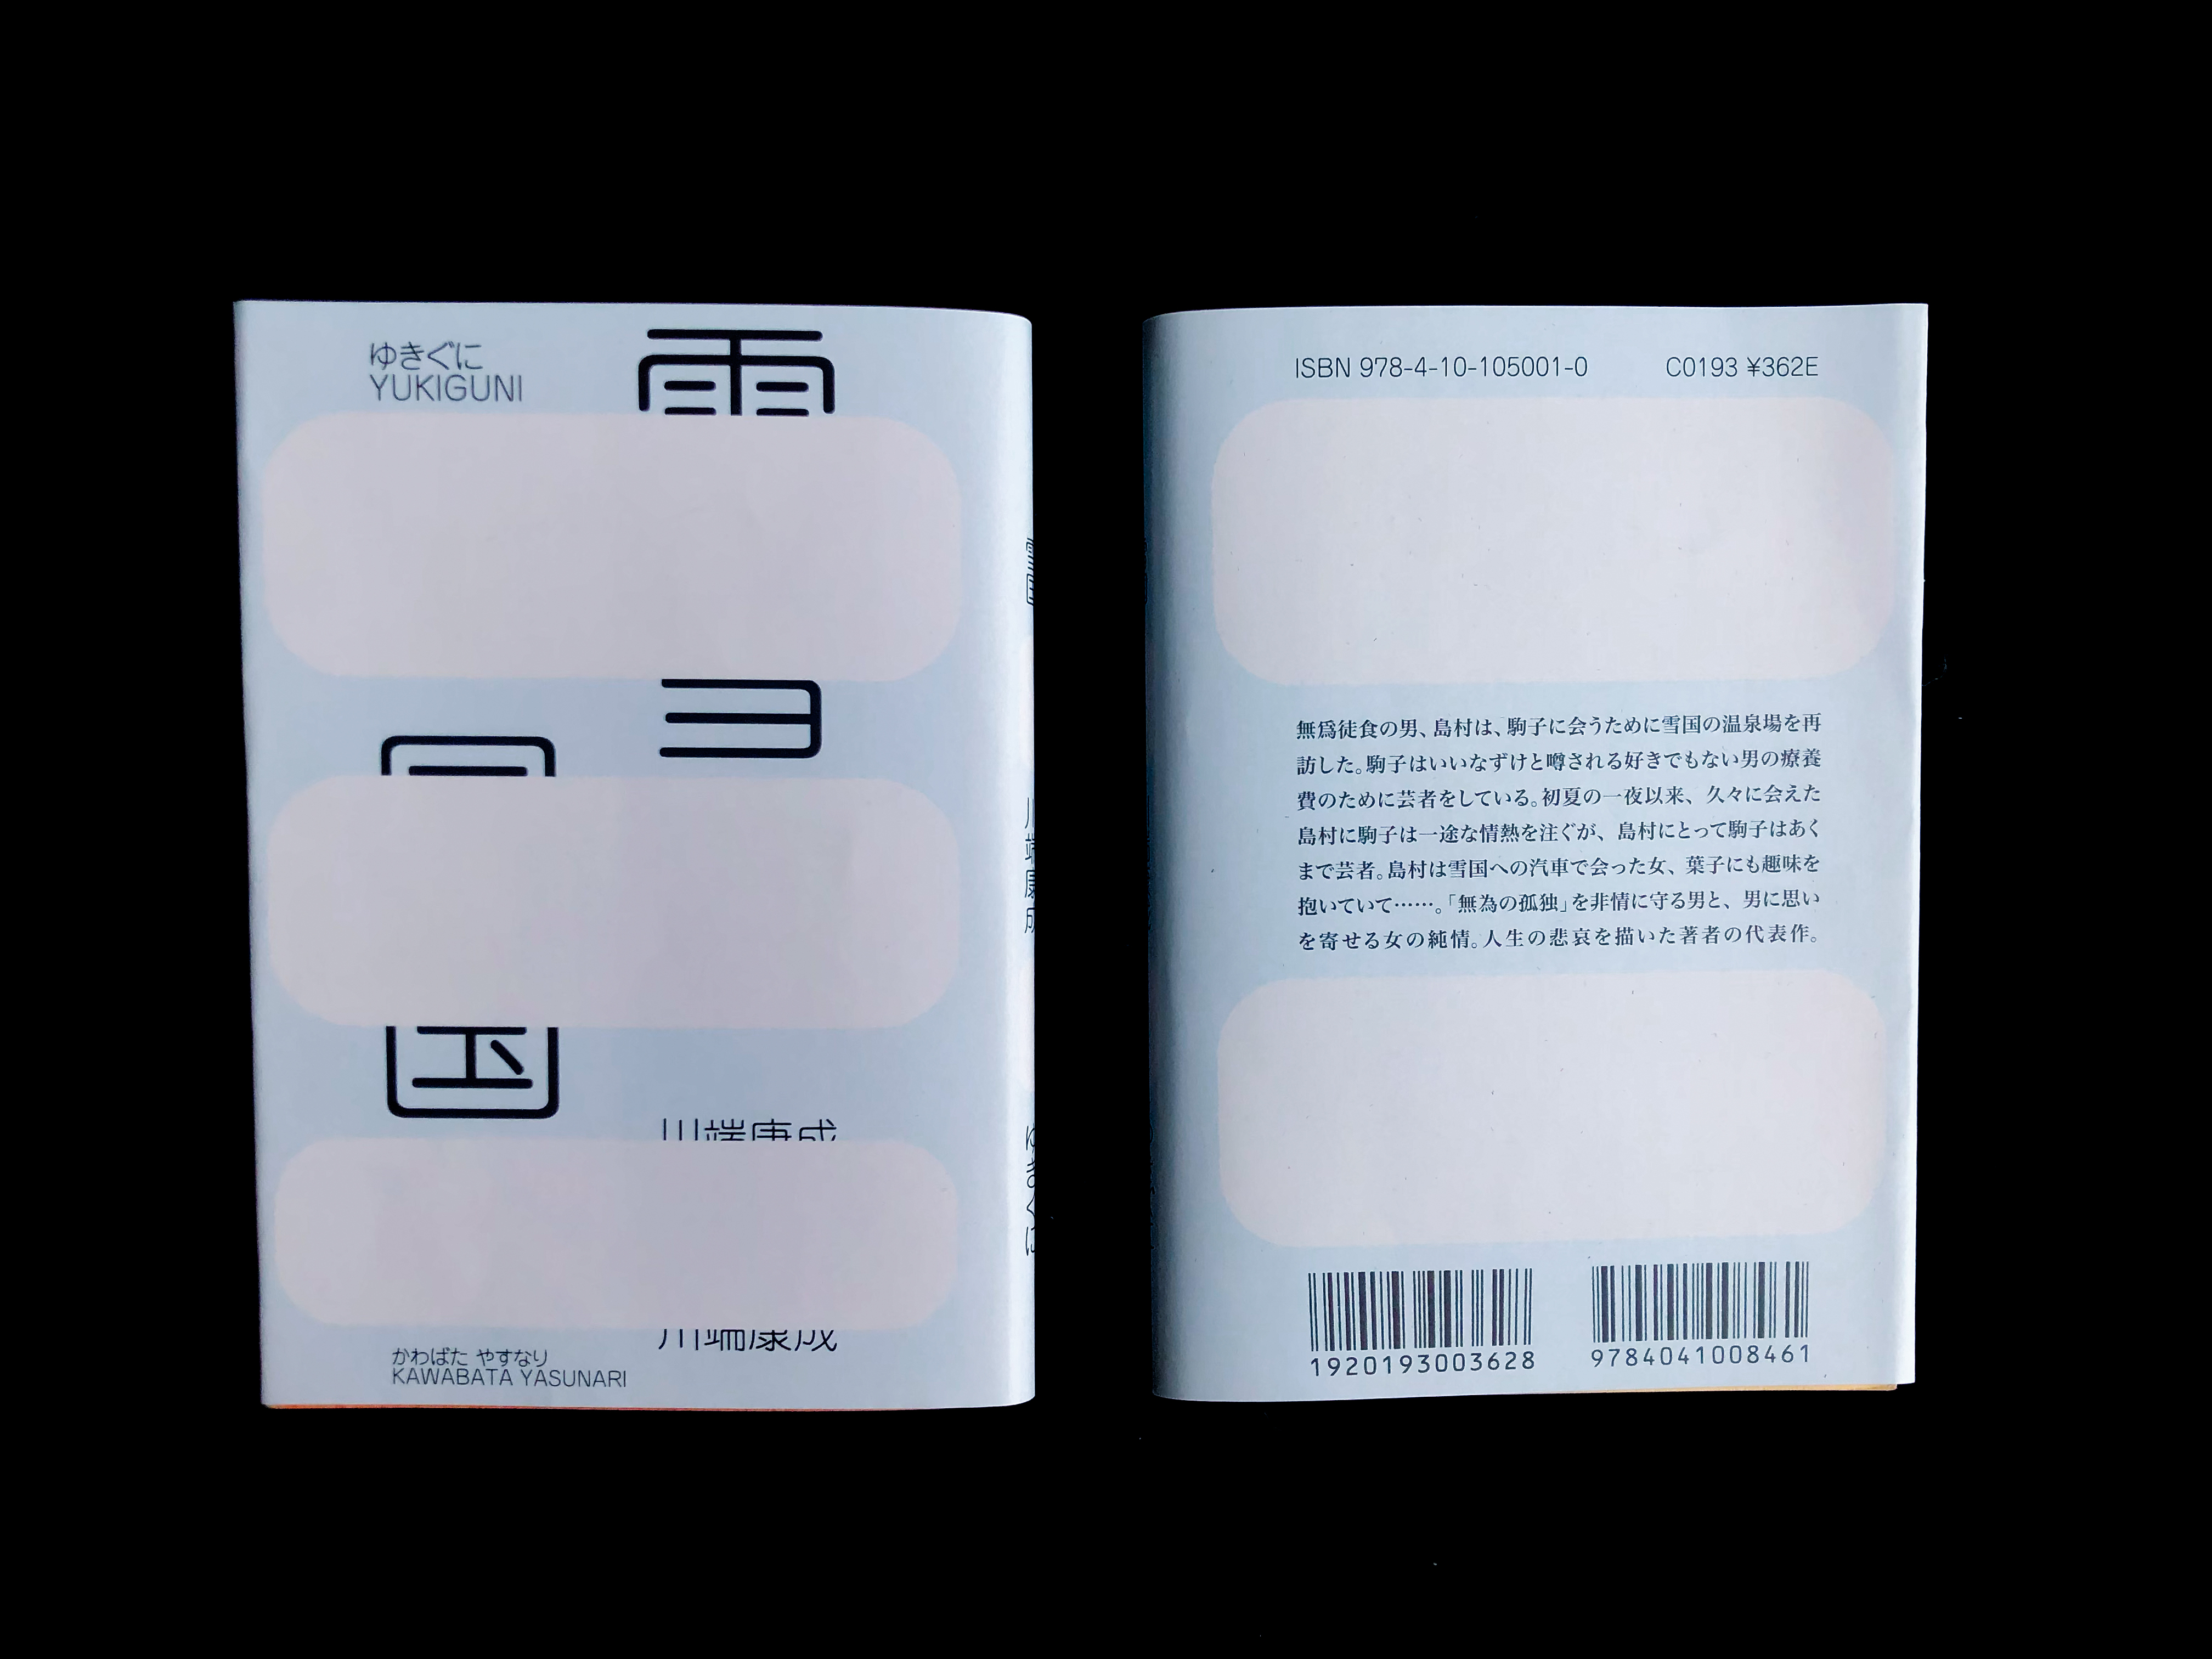 ゆきぐに
YUKIGUNI
雪
国
川端康成
かわばた やすなり
KAWABATA YASUNARI
川端康成
ゆきぐに
ISBN 978-4-10-105001-0 C0193 ¥362E
無爲徒食の男、島村は、駒子に会うために雪国の温泉場を再
訪した。駒子はいいなずけと噂される好きでもない男の療養
費のために芸者をしている。初夏の一夜以来、久々に会えた
島村に駒子は一途な情熱を注ぐが、島村にとって駒子はあく
まで芸者。島村は雪国への汽車で会った女、葉子にも趣味を
抱いていて……。「無為の孤独」を非情に守る男と、男に思い
を寄せる女の純情。人生の悲哀を描いた著者の代表作。
1920193003628
9784041008461